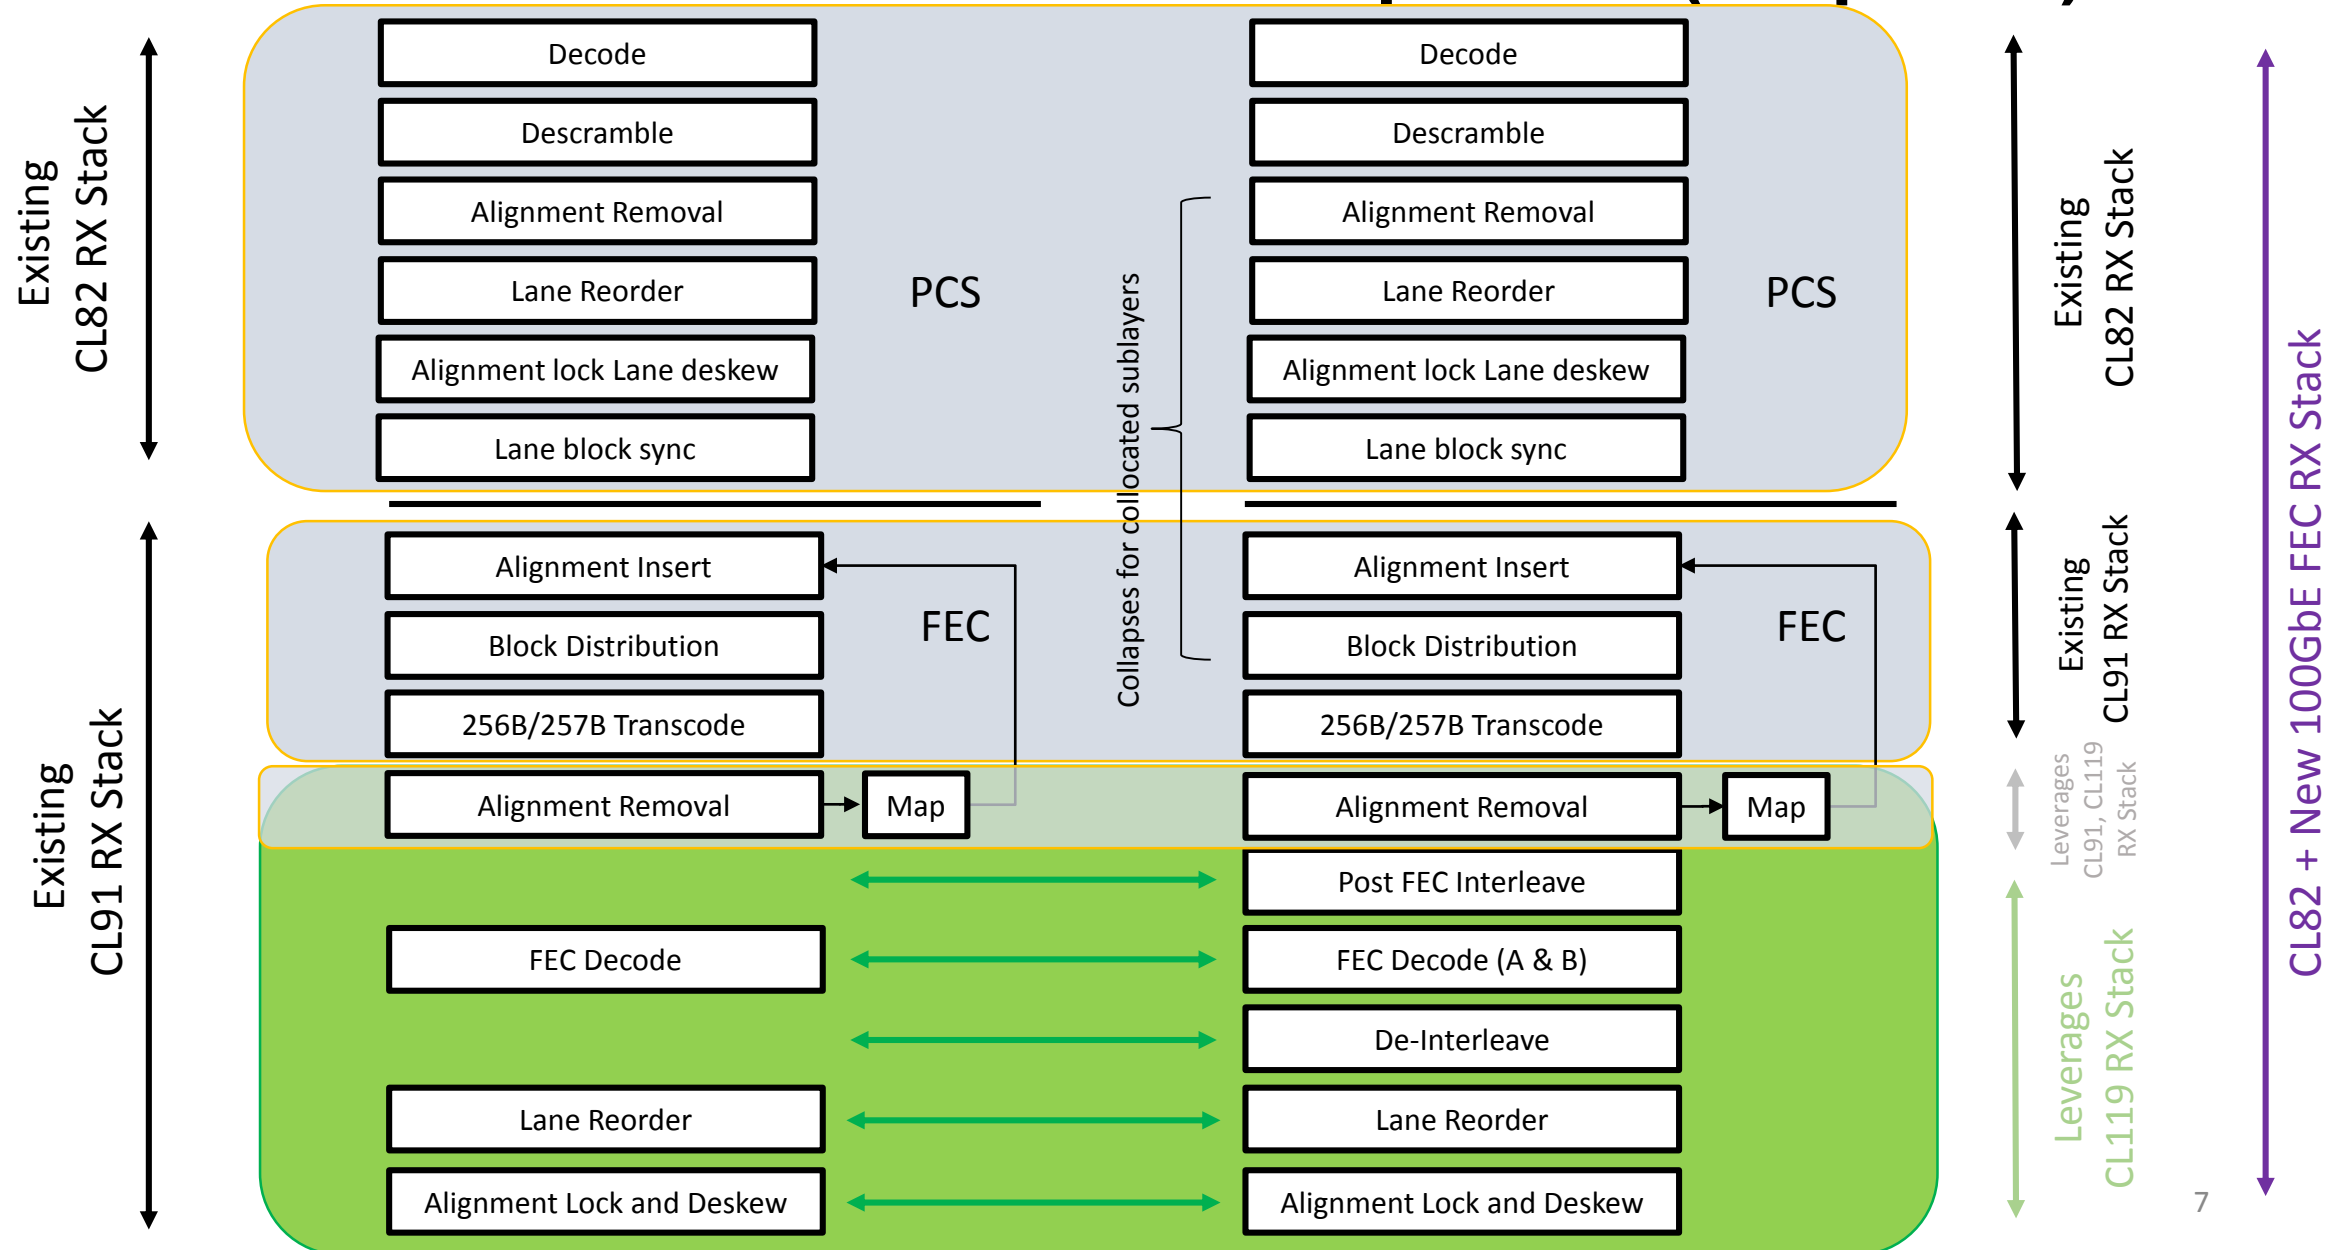 Decode
Decode
Descramble
Descramble
Alignment Removal
Alignment Removal
Existing
CL82 RX Stack
Lane Reorder
PCS
Lane Reorder
PCS
Existing
CL82 RX Stack
Alignment lock Lane deskew
Alignment lock Lane deskew
Lane block sync
Lane block sync
Collapses for collocated sublayers
Alignment Insert
Alignment Insert
FEC
FEC
Existing
CL91 RX Stack
Block Distribution
Block Distribution
256B/257B Transcode
256B/257B Transcode
CL82 + New 100GbE FEC RX Stack
Alignment Removal
Map
Alignment Removal
Map
Leverages
CL91, CL119
RX Stack
Existing
CL91 RX Stack
Post FEC Interleave
FEC Decode
FEC Decode (A & B)
De-Interleave
Leverages
CL119 RX Stack
Lane Reorder
Lane Reorder
Alignment Lock and Deskew
Alignment Lock and Deskew
7